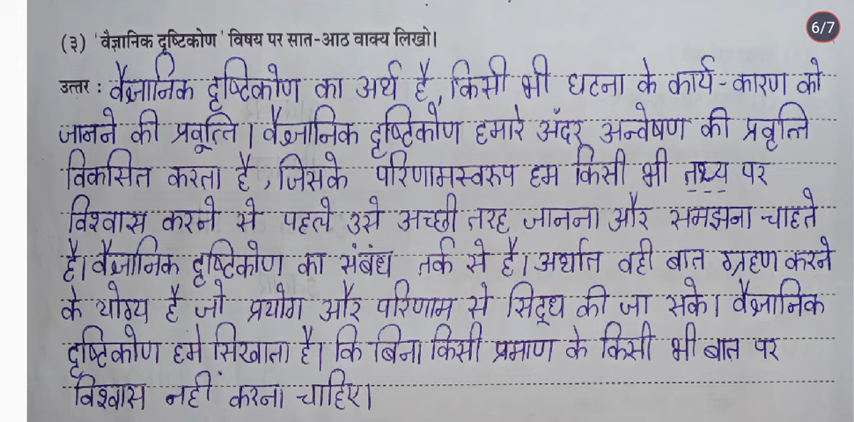 6/7
(३) 'वैज्ञानिक दृष्टिकोण' विषय पर सात-आठ वाक्य लिखो।
उत्तर : वैज्ञानिक दृष्टिकोण का अर्थ है, किसी भी घटना के कार्य-कारण को
जानने की प्रवृत्ति। वैज्ञानिक दृष्टिकोण हमारे अंदर अन्वेषण की प्रवृत्ति
विकसित करता है, जिसके परिणामस्वरुप हम किसी भी तथ्य पर
विश्वास करने से पहले उसे अच्छी तरह जानना और समझना चाहते
है। वैज्ञानिक दृष्टिकोण का संबंध तर्क से है। अर्थात वही बात ग्रहण करने
के योग्य है जो प्रयोग और परिणाम से सिद्ध की जा सके। वैज्ञानिक
दृष्टिकोण हमे सिखाता है। कि बिना किसी प्रमाण के किसी भी बात पर
विश्वास नहीं करना चाहिए।